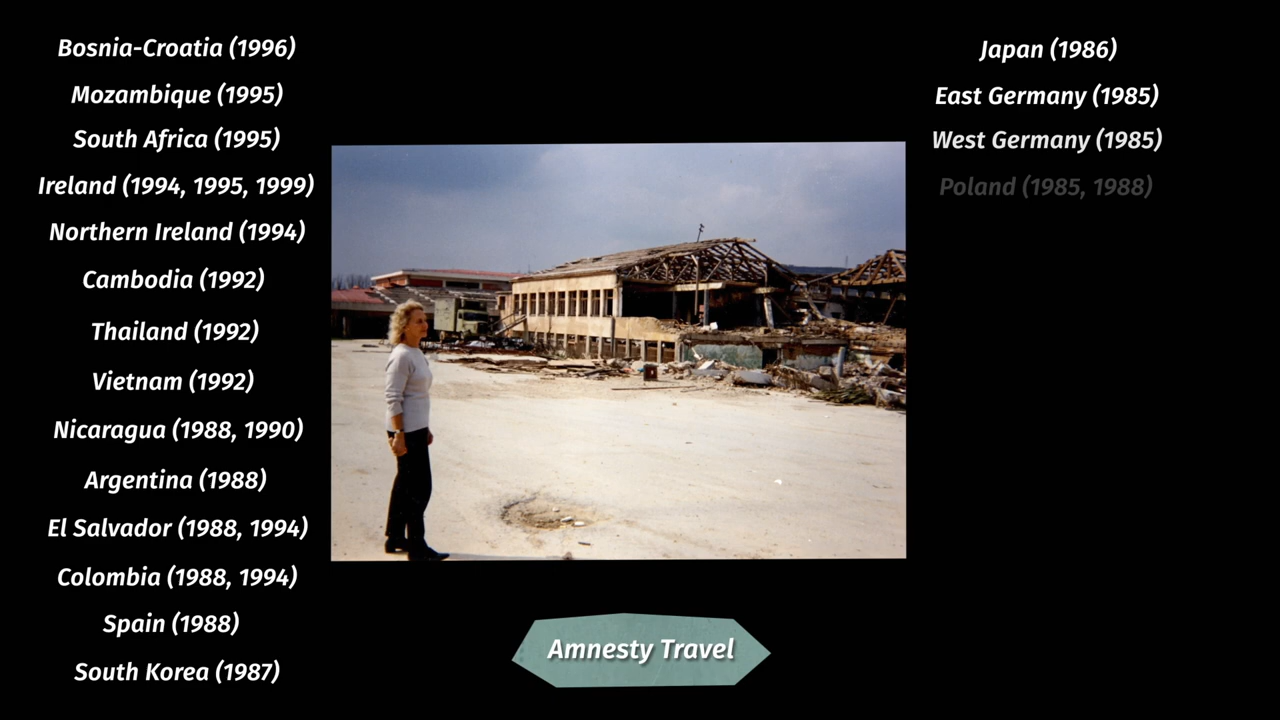 Bosnia-Croatia (1996)
Mozambique (1995)
South Africa (1995)
Ireland (1994, 1995, 1999)
Northern Ireland (1994)
Cambodia (1992)
Thailand (1992)
Vietnam (1992)
Nicaragua (1988, 1990)
Argentina (1988)
El Salvador (1988, 1994)
Colombia (1988, 1994)
Spain (1988)
South Korea (1987)
Japan (1986)
East Germany (1985)
West Germany (1985)
Poland (1985, 1988)
Amnesty Travel